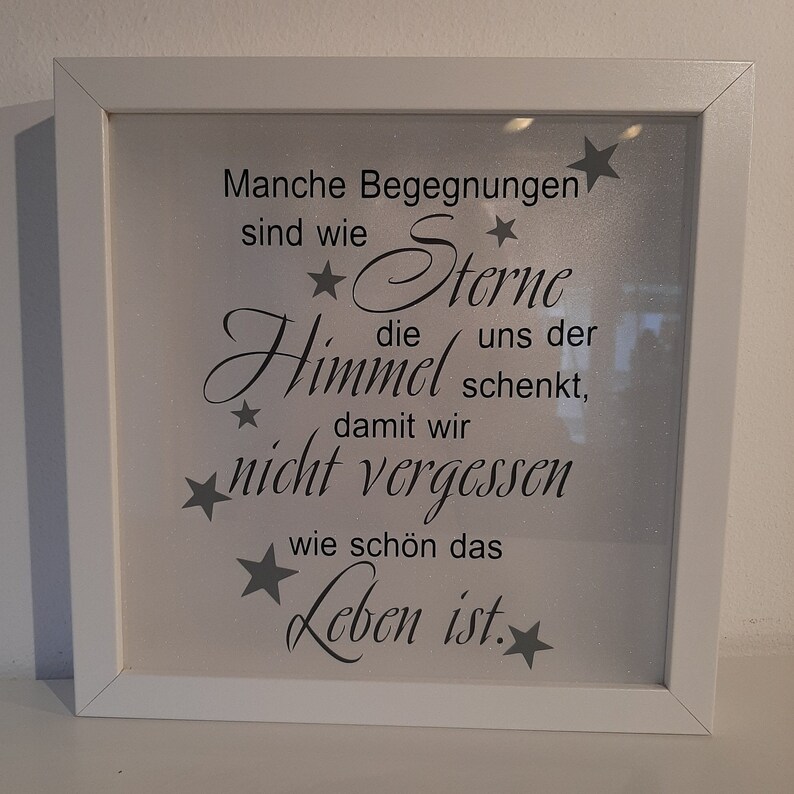 Manche Begegnungen
sind wie Sterne
die uns der
Himmel schenkt,
damit wir
nicht vergessen
wie schön das
Leben ist.